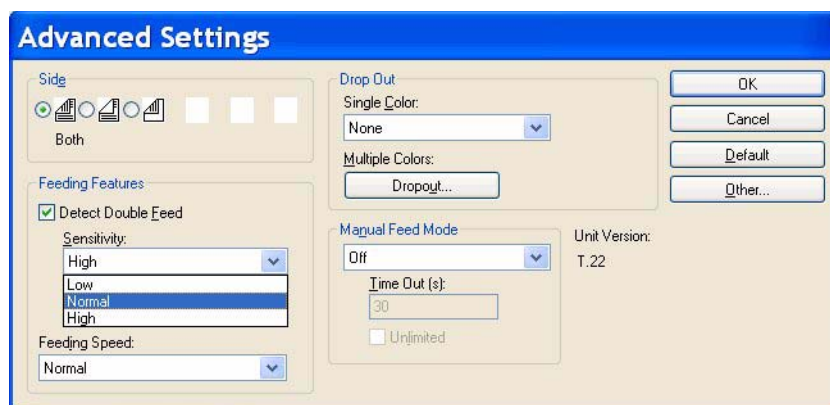 Advanced Settings
Side
Both
Feeding Features
Detect Double Feed
Sensitivity:
High
Low
Normal
High
Feeding Speed:
Normal
Drop Out
Single Color:
None
Multiple Colors:
Dropout...
Manual Feed Mode
Off
Time Out (s):
30
Unlimited
Unit Version:
T.22
OK
Cancel
Default
Other...